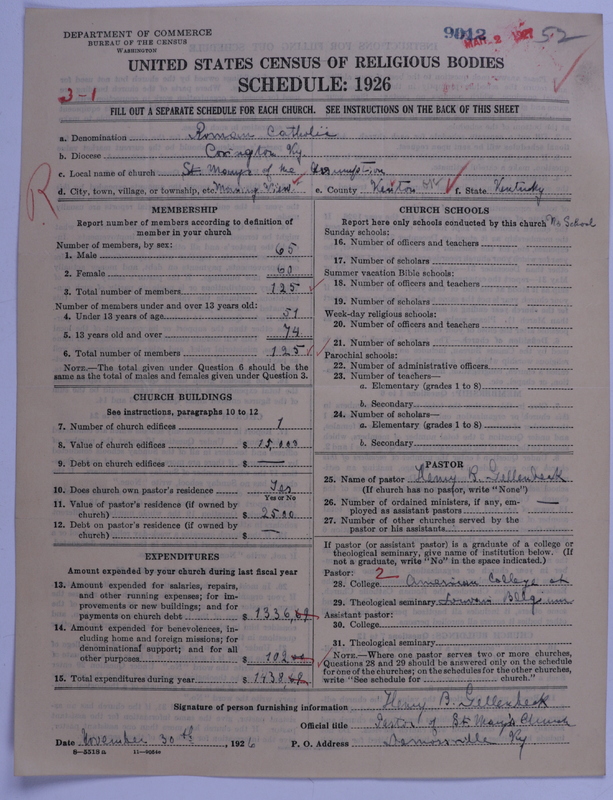 DEPARTMENT OF COMMERCE
BUREAU OF THE CENSUS
WASHINGTON
9012
MAR 2 1927
52
UNITED STATES CENSUS OF RELIGIOUS BODIES
SCHEDULE: 1926
3-1
FILL OUT A SEPARATE SCHEDULE FOR EACH CHURCH. SEE INSTRUCTIONS ON THE BACK OF THIS SHEET
a. Denomination Roman Catholic
b. Diocese Covington Ky.
c. Local name of church St. Mary's of the Assumption
R
d. City, town, village, or township, etc. Morning View e. County Kenton f. State Kentucky
MEMBERSHIP
Report number of members according to definition of member in your church
Number of members, by sex:
1. Male 65
2. Female 60
3. Total number of members 125
Number of members under and over 13 years old:
4. Under 13 years of age 51
5. 13 years old and over 74
6. Total number of members 125
NOTE.—The total given under Question 6 should be the same as the total of males and females given under Question 3.
CHURCH BUILDINGS
See instructions, paragraphs 10 to 12
7. Number of church edifices 1
8. Value of church edifices $ 15,000
9. Debt on church edifices $ —
10. Does church own pastor's residence Yes
Yes or No
11. Value of pastor's residence (if owned by church) $ 2500
12. Debt on pastor's residence (if owned by church) $ —
EXPENDITURES
Amount expended by your church during last fiscal year
13. Amount expended for salaries, repairs, and other running expenses; for improvements or new buildings; and for payments on church debt $ 1336.
14. Amount expended for benevolences, including home and foreign missions; for denominational support; and for all other purposes $ 102
15. Total expenditures during year $ 1438.
CHURCH SCHOOLS
Report here only schools conducted by this church No School
Sunday schools:
16. Number of officers and teachers
17. Number of scholars
Summer vacation Bible schools:
18. Number of officers and teachers
19. Number of scholars
Week-day religious schools:
20. Number of officers and teachers
21. Number of scholars
Parochial schools:
22. Number of administrative officers
23. Number of teachers—
a. Elementary (grades 1 to 8)
b. Secondary
24. Number of scholars—
a. Elementary (grades 1 to 8)
b. Secondary
PASTOR
25. Name of pastor Henry B. Gellenbeck
(If church has no pastor, write "None")
26. Number of ordained ministers, if any, employed as assistant pastors —
27. Number of other churches served by the pastor or his assistants
If pastor (or assistant pastor) is a graduate of a college or theological seminary, give name of institution below. (If not a graduate, write "No" in the space indicated.)
Pastor: 2
28. College American College at
29. Theological seminary Louvain Belgium
Assistant pastor:
30. College
31. Theological seminary
NOTE.—Where one pastor serves two or more churches, Questions 28 and 29 should be answered only on the schedule for one of the churches; on the schedules for the other churches, write "See schedule for church."
Signature of person furnishing information Henry B. Gellenbeck
Official title Pastor of St. Mary's Church
Date November 30th, 1926 P. O. Address Ky
8—5518 a 11—9054